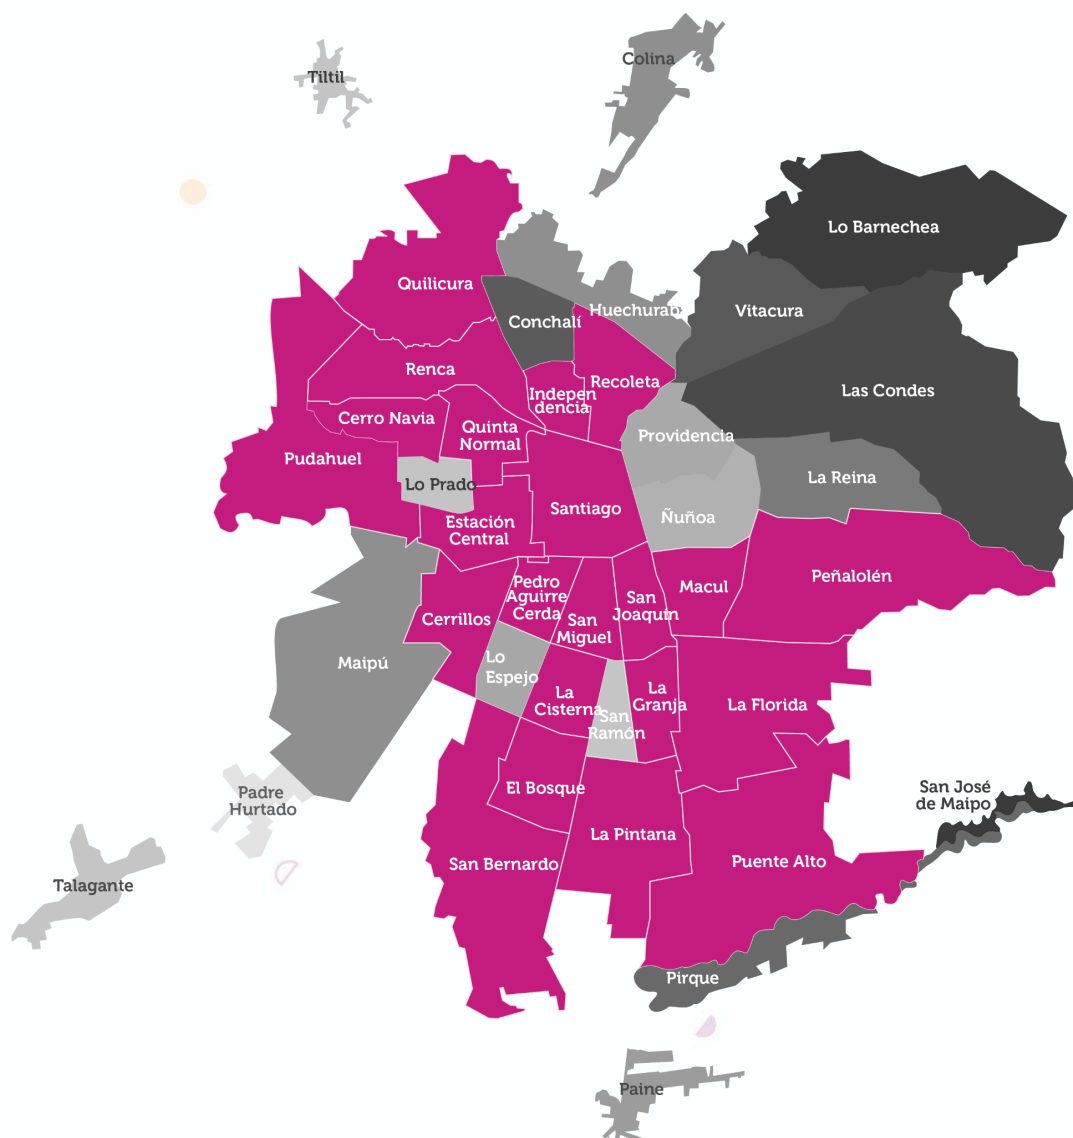 Colina
Tiltil
Lo Barnechea
Quilicura
Huechuran
Vitacura
Conchalí
Renca
Recoleta
Las Condes
Indepen
dencia
Cerro Navia
Quinta
Normal
Providencia
Pudahuel
Lo Prado
La Reina
Santiago
Ñuñoa
Estación
Central
Peñalolén
Pedro
Aguirre
Cerda
Macul
San
Joaquín
Cerrillos
San
Miguel
Maipú
Lo
Espejo
La
Cisterna
La
Granja
La Florida
San
Ramón
El Bosque
San José
de Maipo
Padre
Hurtado
La Pintana
San Bernardo
Puente Alto
Talagante
Pirque
Paine